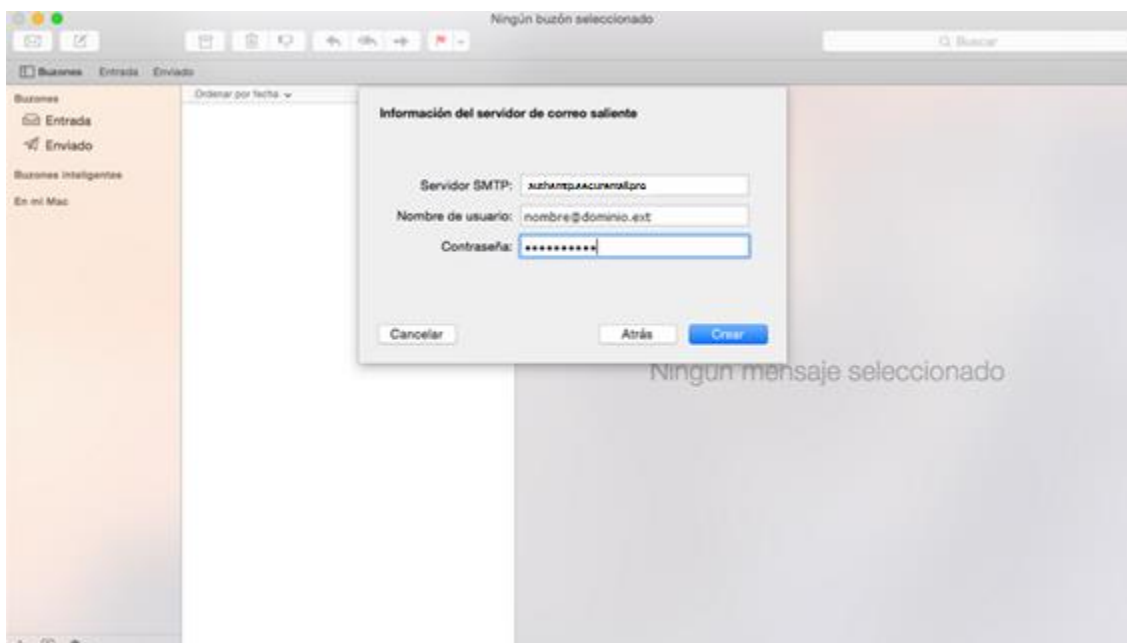 Ningún buzón seleccionado
Buscar
Buzones Entrada Enviado
Buzones
Entrada
Enviado
Buzones inteligentes
En mi Mac
Ordenar por fecha
Información del servidor de correo saliente
Servidor SMTP:
Nombre de usuario: nombre@dominio.ext
Contraseña: ••••••••••
Cancelar Atrás Crear
Ningún mensaje seleccionado